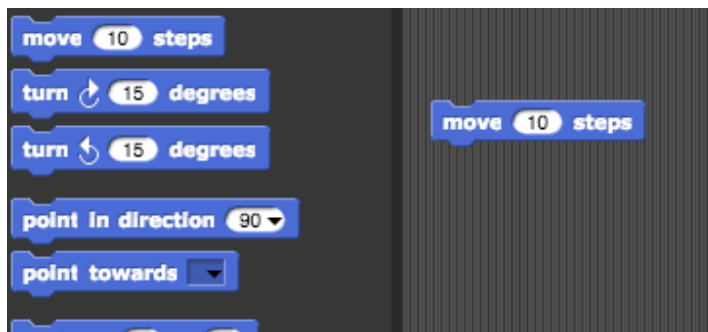 move 10 steps
turn 15 degrees
turn 15 degrees
point in direction 90
point towards
move 10 steps